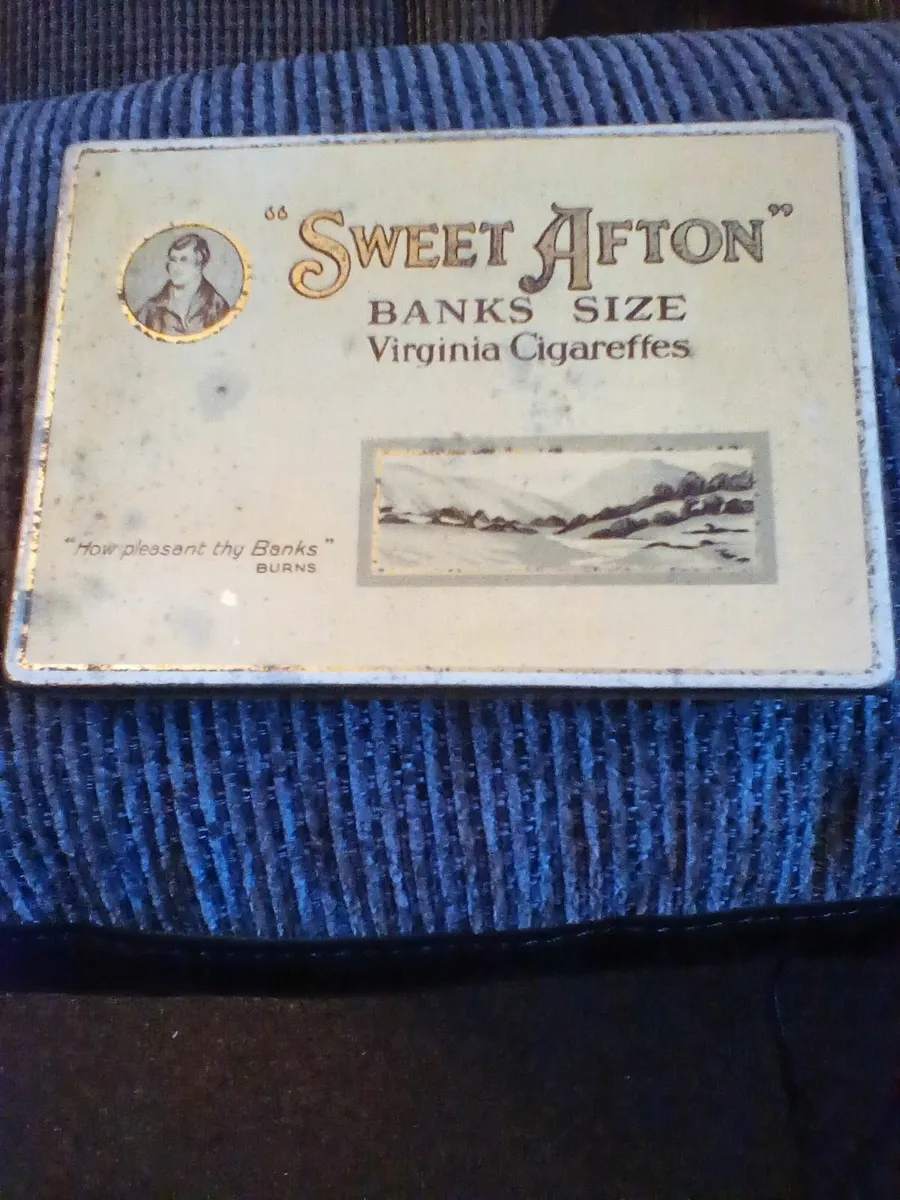 “SWEET AFTON”
BANKS SIZE
Virginia Cigarettes
“How pleasant thy Banks”
BURNS